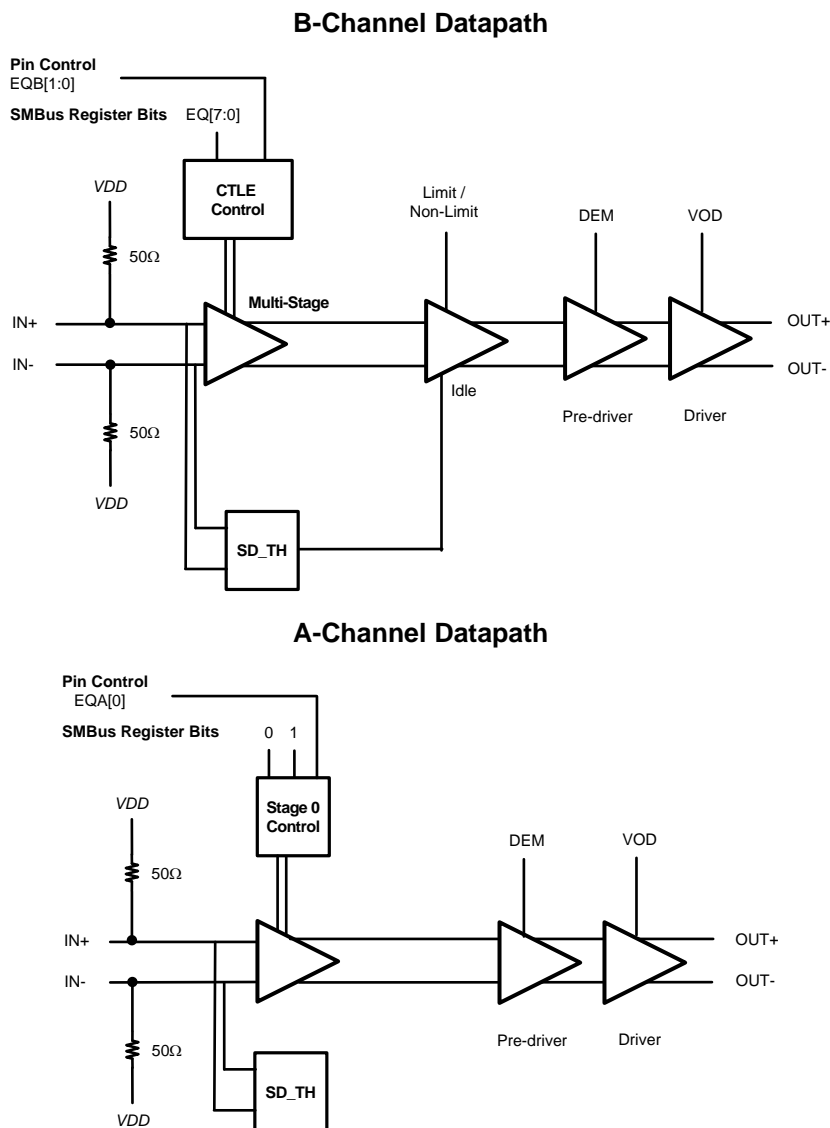 B-Channel Datapath
Pin Control
EQB[1:0]
SMBus Register Bits EQ[7:0]
VDD
CTLE
Control
Limit /
Non-Limit
DEM
VOD
50Ω
Multi-Stage
IN+
OUT+
IN-
OUT-
Idle
50Ω
Pre-driver
Driver
VDD
SD_TH
A-Channel Datapath
Pin Control
EQA[0]
SMBus Register Bits 0 1
VDD
Stage 0
Control
DEM
VOD
50Ω
IN+
OUT+
IN-
OUT-
50Ω
Pre-driver
Driver
SD_TH
VDD